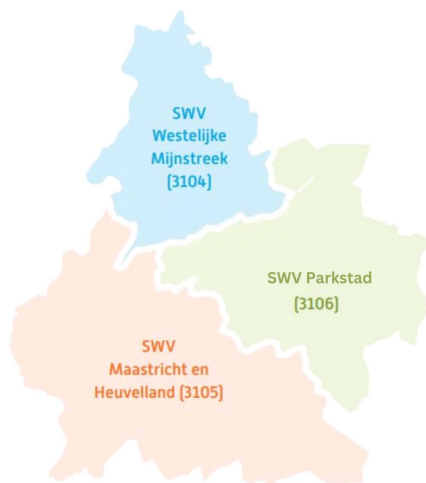 SWV
Westelijke
Mijnstreek
(3104)
SWV Parkstad
(3106)
SWV
Maastricht en
Heuvelland (3105)